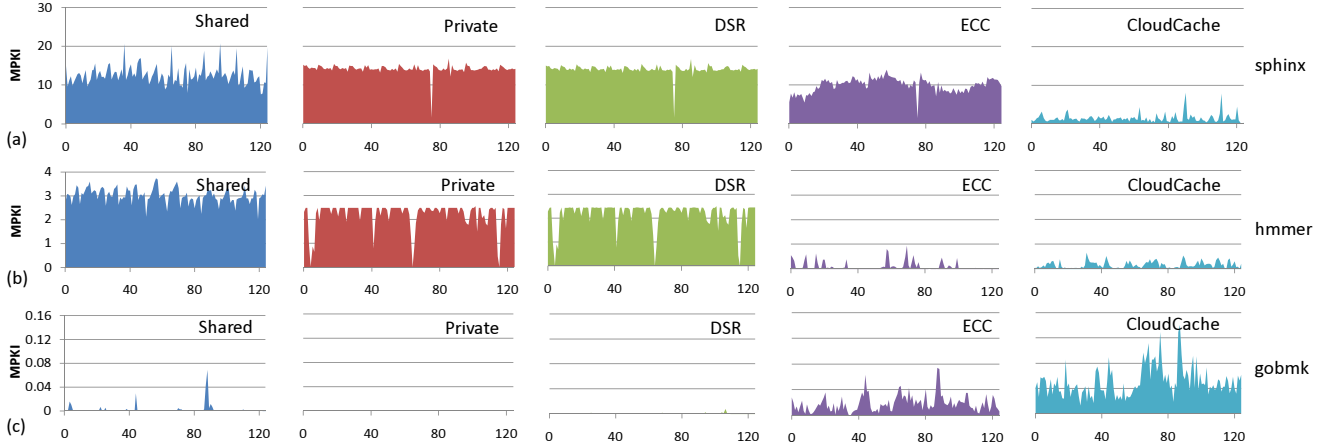 30 Shared Private DSR ECC CloudCache
20
MPKI
10
0
sphinx
(a) 0 40 80 120 0 40 80 120 0 40 80 120 0 40 80 120 0 40 80 120
4 Shared Private DSR ECC CloudCache
3
MPKI
2
1
0
hmmer
(b) 0 40 80 120 0 40 80 120 0 40 80 120 0 40 80 120 0 40 80 120
0.16 Shared Private DSR ECC CloudCache
0.12
MPKI
0.08
0.04
0
gobmk
(c) 0 40 80 120 0 40 80 120 0 40 80 120 0 40 80 120 0 40 80 120